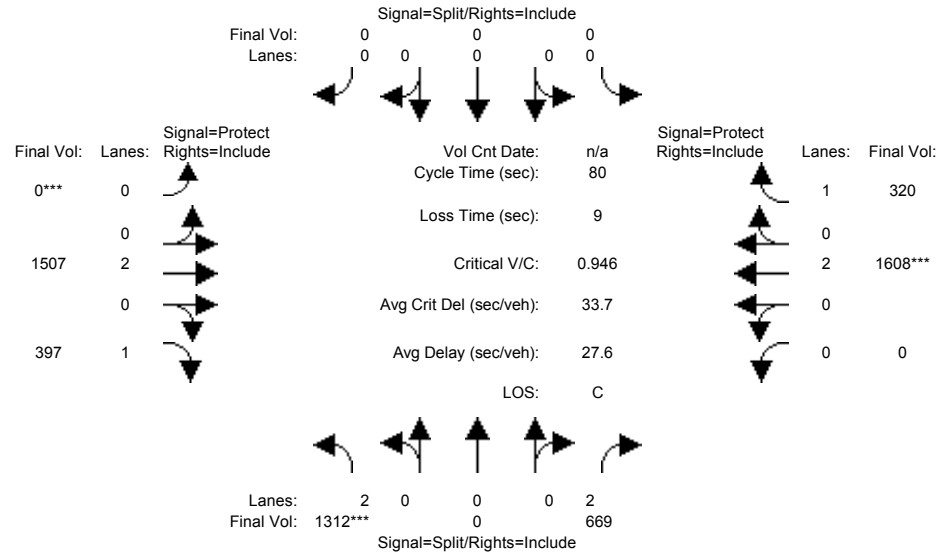 Signal=Split/Rights=Include
Final Vol: 0 0 0
Lanes: 0 0 0 0 0
Signal=Protect
Final Vol: Lanes: Rights=Include
Vol Cnt Date: n/a
Signal=Protect
Rights=Include Lanes: Final Vol:
Cycle Time (sec): 80
0*** 0
1 320
Loss Time (sec): 9
0
0
1507 2
Critical V/C: 0.946
2 1608***
0
Avg Crit Del (sec/veh): 33.7
0
397 1
Avg Delay (sec/veh): 27.6
0 0
LOS: C
Lanes: 2 0 0 0 2
Final Vol: 1312*** 0 669
Signal=Split/Rights=Include